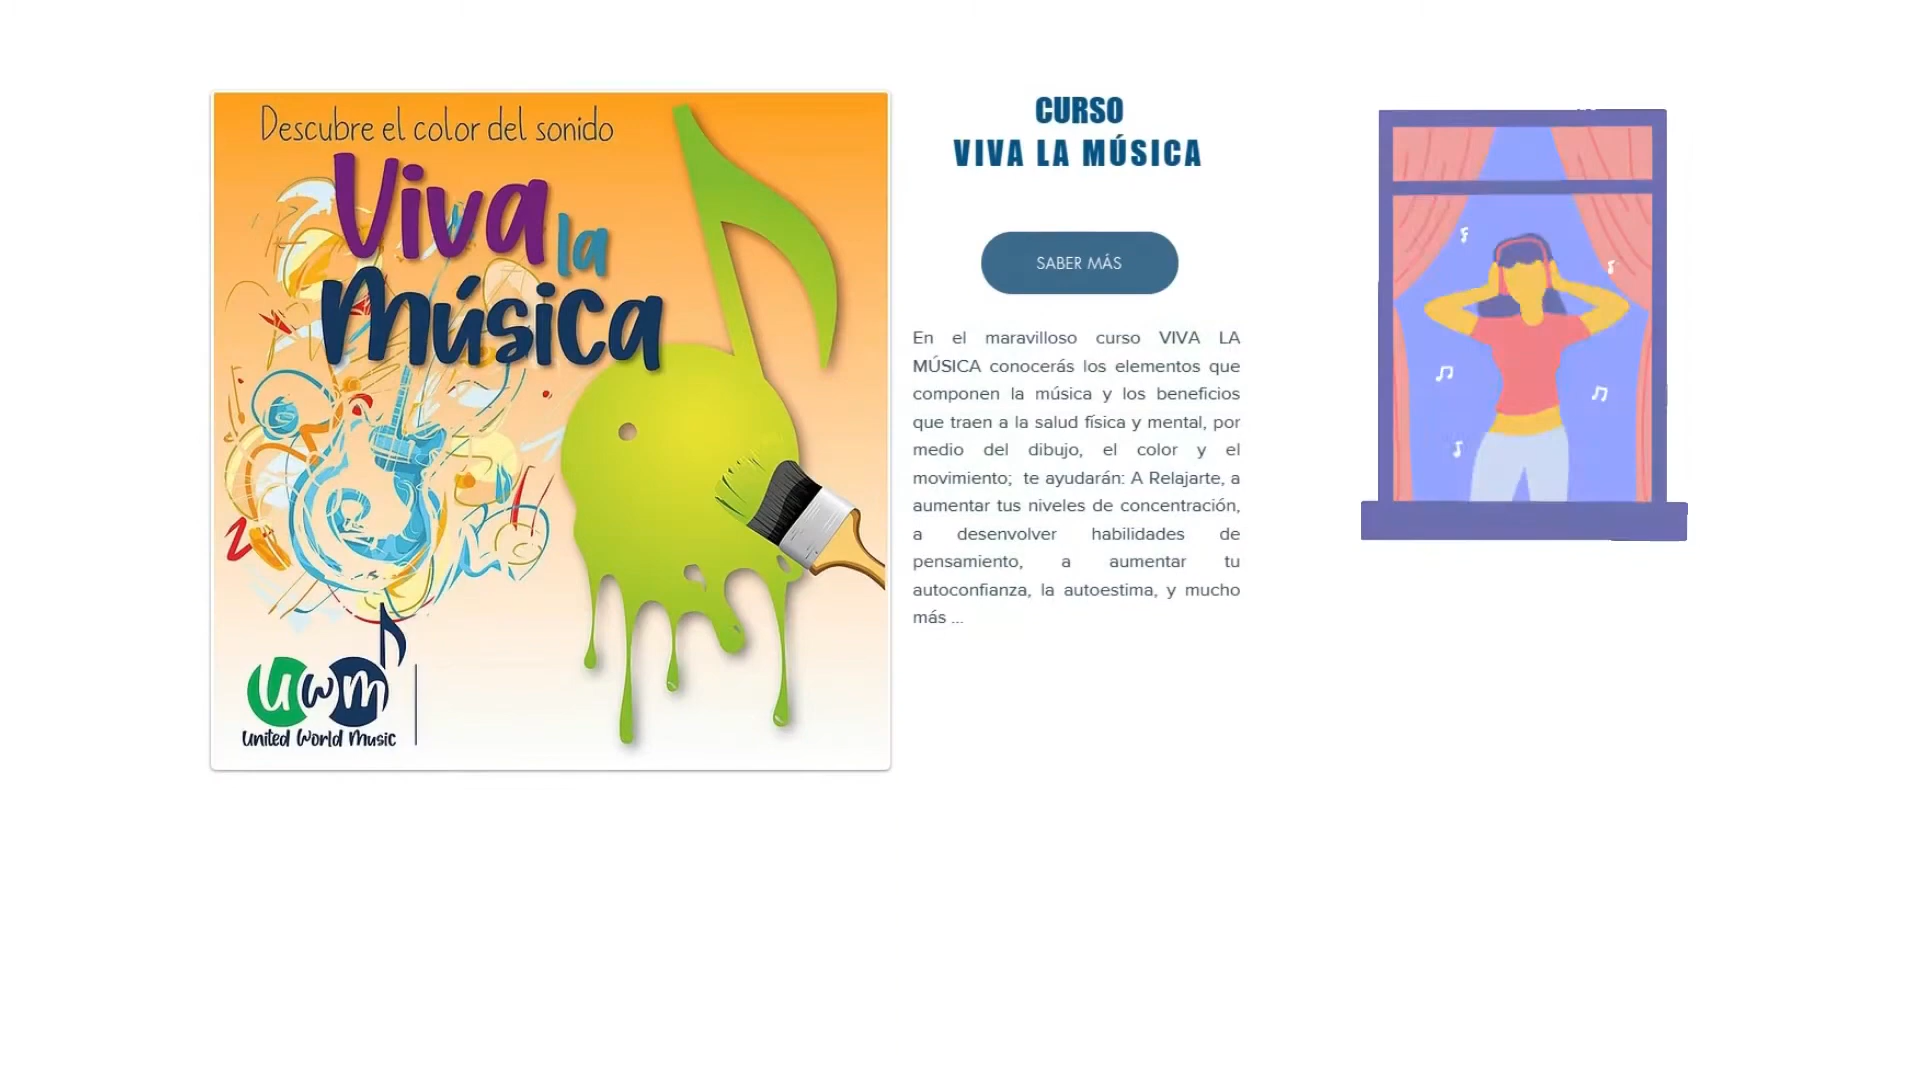 Descubre el color del sonido
Viva la
Música
uwm
United World Music
CURSO
VIVA LA MÚSICA
SABER MÁS
En el maravilloso curso VIVA LA
MÚSICA conocerás los elementos que
componen la música y los beneficios
que traen a la salud física y mental, por
medio del dibujo, el color y el
movimiento; te ayudarán: A Relajarte, a
aumentar tus niveles de concentración,
a desenvolver habilidades de
pensamiento, a aumentar tu
autoconfianza, la autoestima, y mucho
más ...